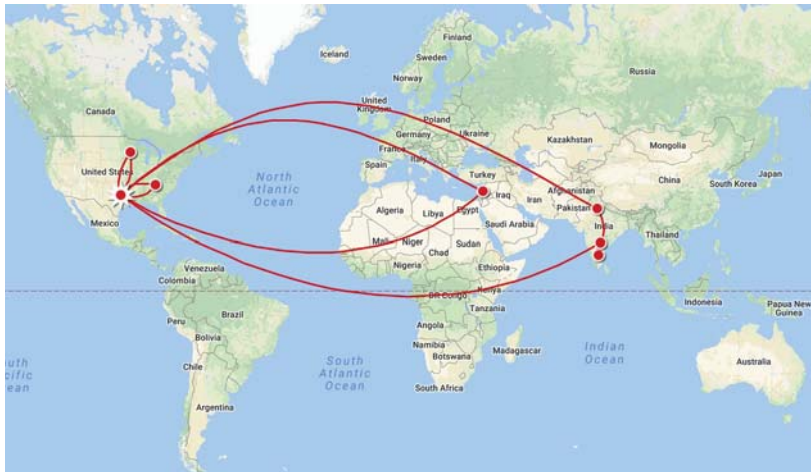 Iceland
Finland
Sweden
Norway
Russia
Canada
United
Kingdom
Poland
Germany
Ukraine
Kazakhstan
Mongolia
France
Italy
Spain
Turkey
United States
North
Atlantic
Ocean
Japan
South Korea
China
Afghanistan
Iraq
Iran
Pakistan
Mexico
Algeria
Libya
Egypt
Saudi Arabia
India
Mali
Niger
Chad
Sudan
Thailand
Nigeria
Ethiopia
Venezuela
Colombia
DR Congo
Kenya
Tanzania
Indonesia
Papua New
Guinea
Peru
Brazil
Bolivia
Angola
Namibia
Botswana
Madagascar
Indian
Ocean
South
Atlantic
Ocean
outh
cific
ean
Chile
Argentina
South Africa
Australia